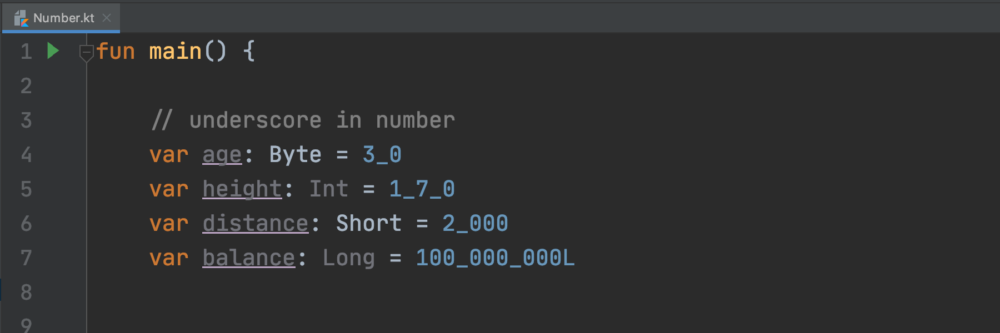 Number.kt
1 fun main() {
2
3 // underscore in number
4 var age: Byte = 3_0
5 var height: Int = 1_7_0
6 var distance: Short = 2_000
7 var balance: Long = 100_000_000L
8
9